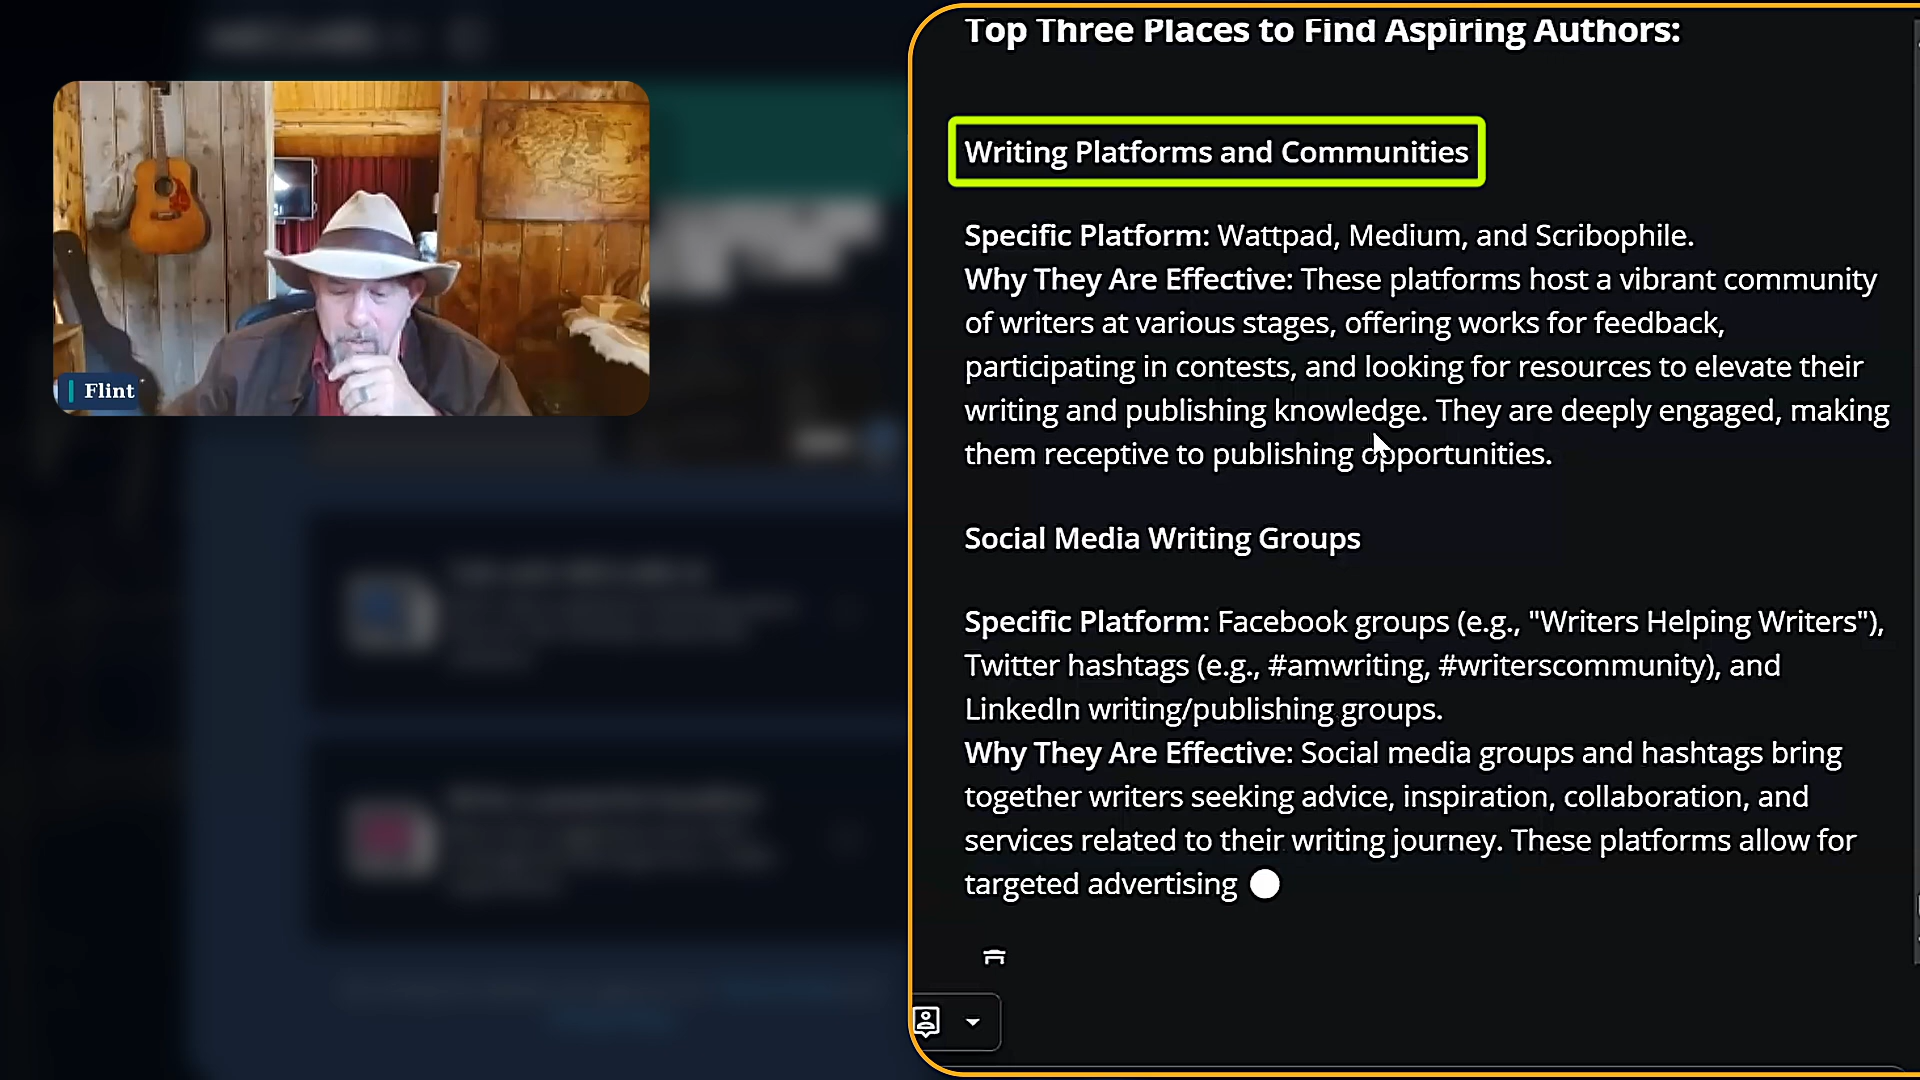 Top Three Places to Find Aspiring Authors:
Writing Platforms and Communities
Specific Platform: Wattpad, Medium, and Scribophile.
Why They Are Effective: These platforms host a vibrant community
of writers at various stages, offering works for feedback,
participating in contests, and looking for resources to elevate their
writing and publishing knowledge. They are deeply engaged, making
them receptive to publishing opportunities.
Social Media Writing Groups
Specific Platform: Facebook groups (e.g., "Writers Helping Writers"),
Twitter hashtags (e.g., #amwriting, #writerscommunity), and
LinkedIn writing/publishing groups.
Why They Are Effective: Social media groups and hashtags bring
together writers seeking advice, inspiration, collaboration, and
services related to their writing journey. These platforms allow for
targeted advertising
Flint